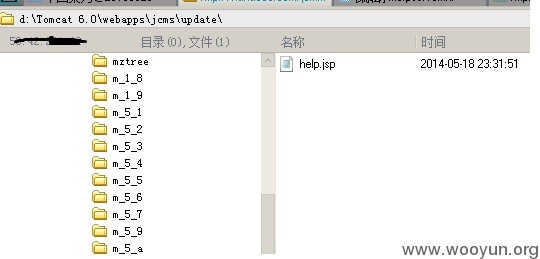 d:\Tomcat 6.0\webapps\jcms\update\
目录(0),文件(1)
名称
时间
mztree
m_1_8
m_1_9
m_5_1
m_5_2
m_5_3
m_5_4
m_5_5
m_5_6
m_5_7
m_5_9
m_5_a
help.jsp
2014-05-18 23:31:51
www.wooyun.org